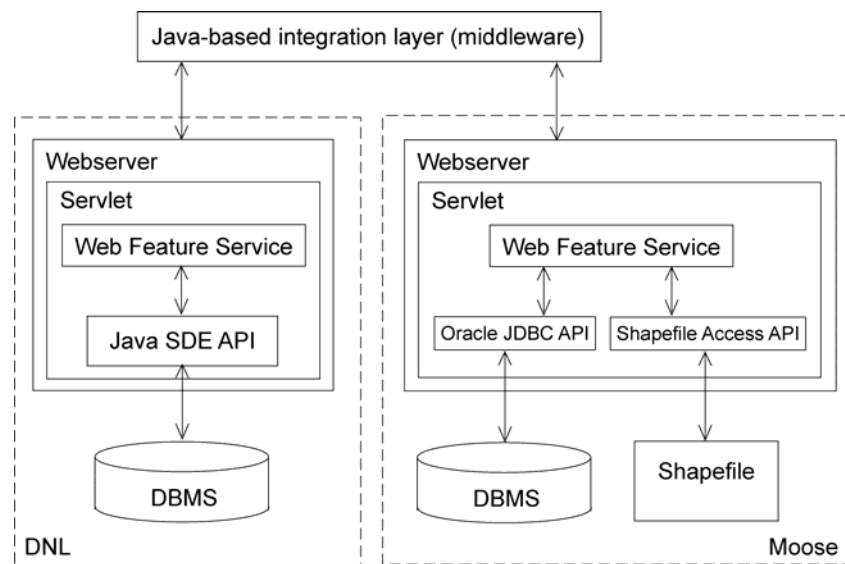 Java-based integration layer (middleware)
Webserver
Servlet
Web Feature Service
Java SDE API
DBMS
DNL
Webserver
Servlet
Web Feature Service
Oracle JDBC API
Shapefile Access API
DBMS
Shapefile
Moose